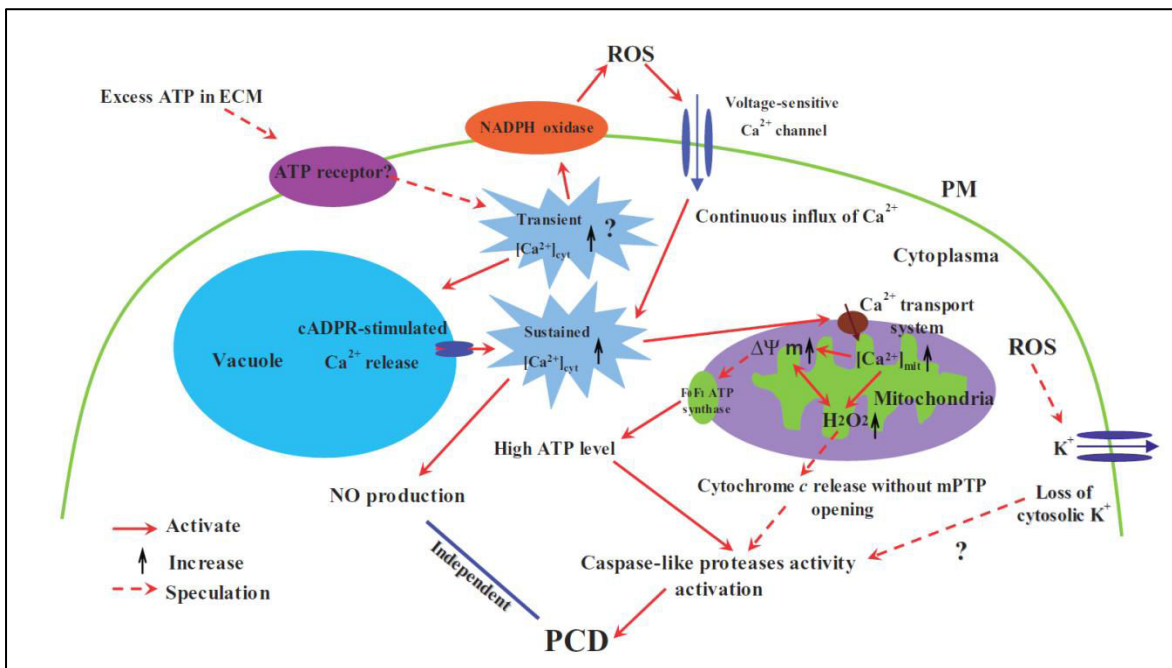 ROS
Excess ATP in ECM
NADPH oxidase
Voltage-sensitive
Ca²⁺ channel
ATP receptor?
PM
Transient
[Ca²⁺]cyt
?
Continuous influx of Ca²⁺
Cytoplasma
cADPR-stimulated
Vacuole
Ca²⁺ release
Sustained
[Ca²⁺]cyt
Ca²⁺ transport
system
ΔΨ m
[Ca²⁺]mit
ROS
F0F1 ATP
synthase
Mitochondria
H2O2
High ATP level
K⁺
NO production
Cytochrome c release without mPTP
opening
Loss of
cytosolic K⁺
?
Activate
Increase
Speculation
Independent
Caspase-like proteases activity
activation
PCD